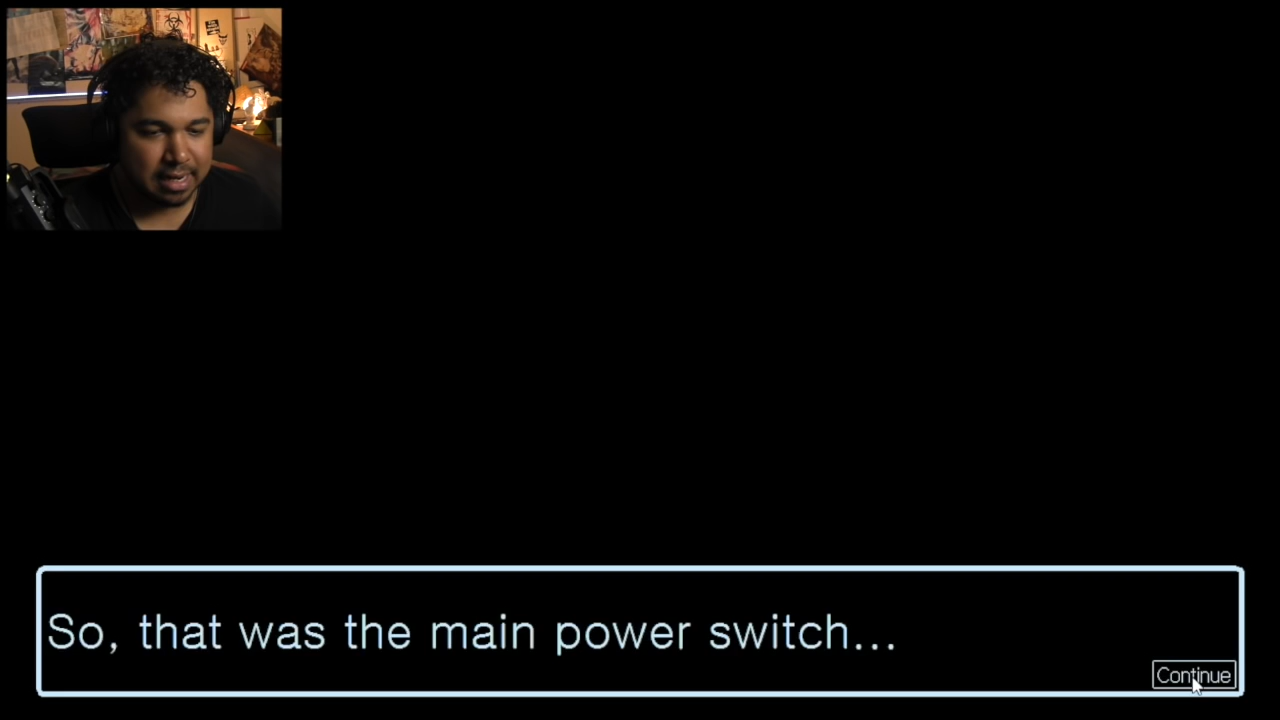 So, that was the main power switch...
Continue